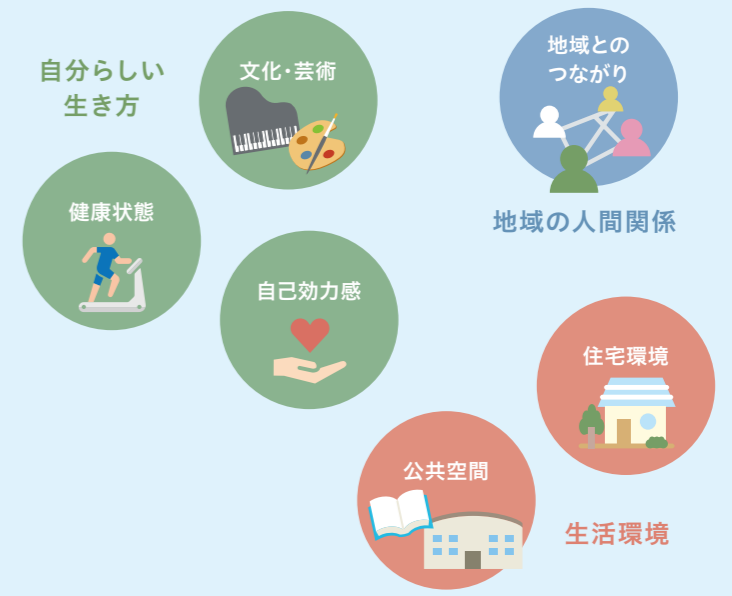 自分らしい
生き方
文化・芸術
健康状態
自己効力感
地域との
つながり
地域の人間関係
住宅環境
公共空間
生活環境